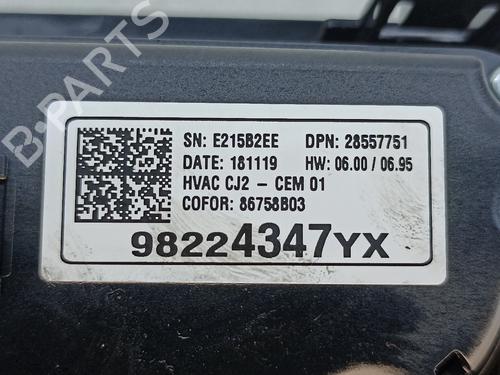 B-PARTS
SN: E215B2EE DPN: 28557751
DATE: 181119 HW: 06.00 / 06.95
HVAC CJ2 - CEM 01
COFOR: 86758B03
98224347YX